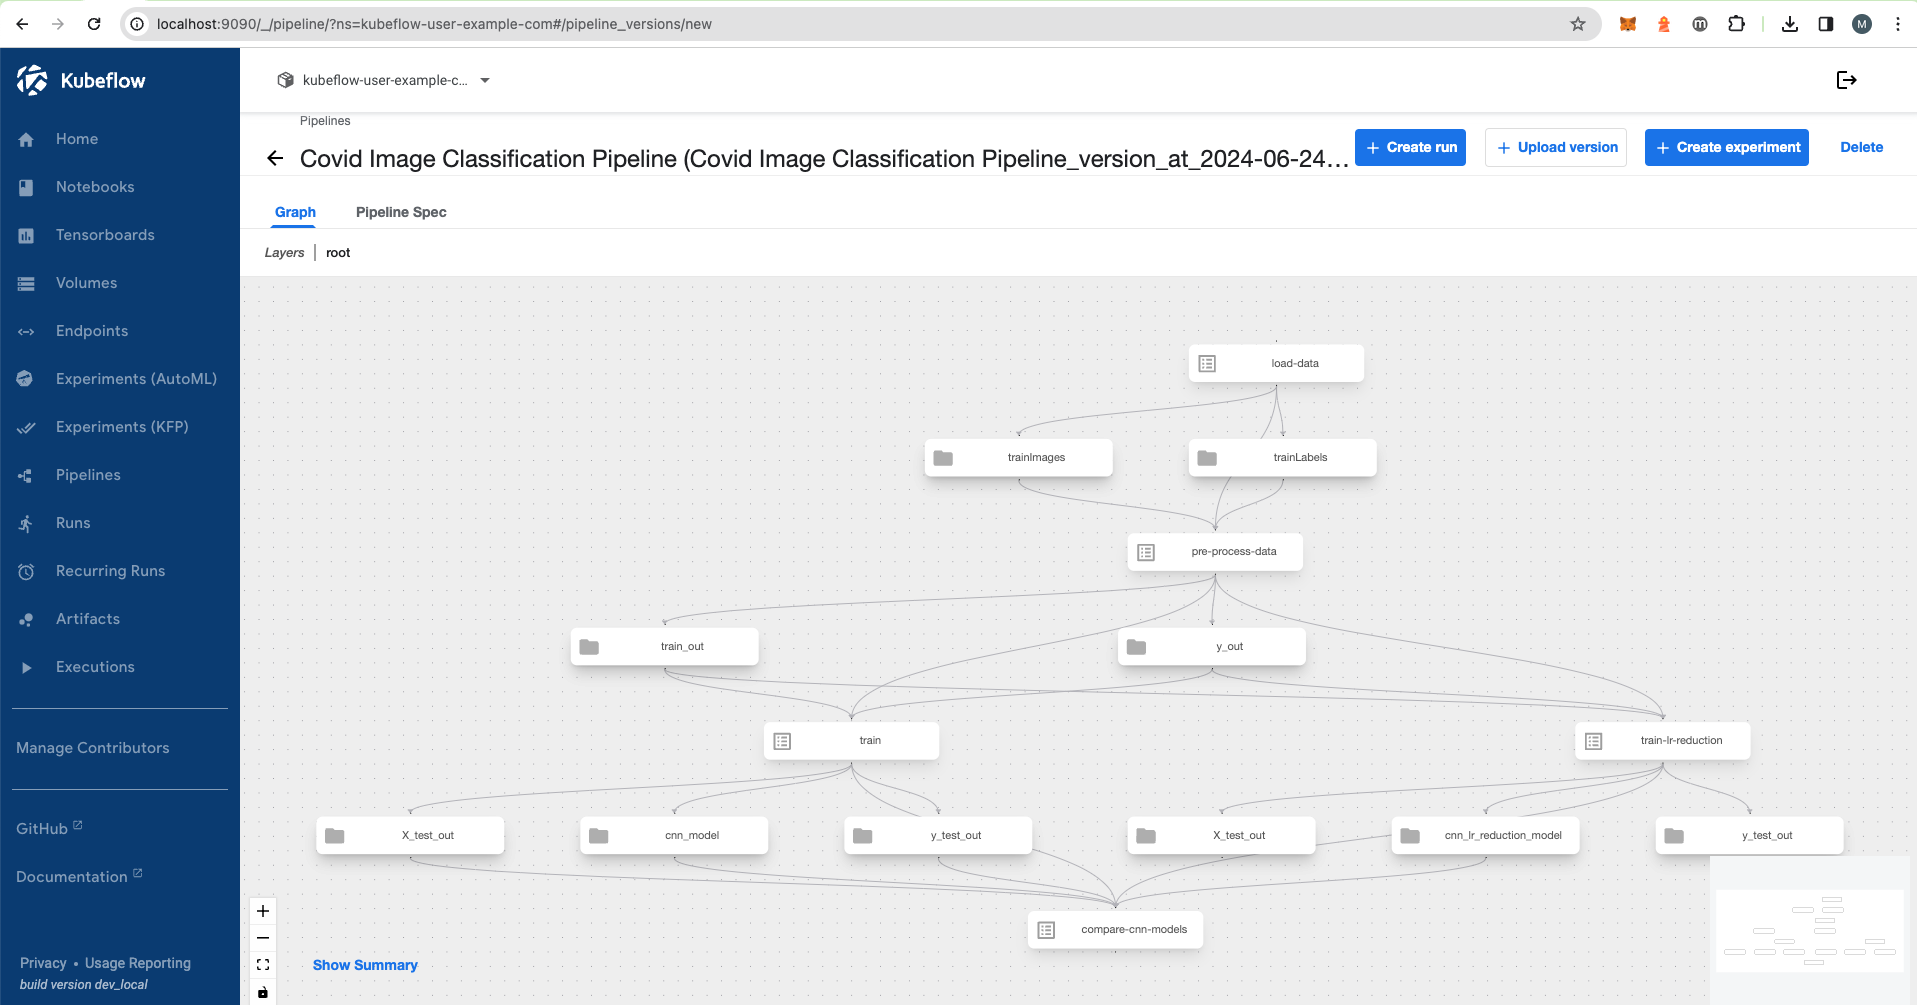 localhost:9090/_/pipeline/?ns=kubeflow-user-example-com#/pipeline_versions/new
M
Kubeflow
kubeflow-user-example-c...
Home
Notebooks
Tensorboards
Volumes
Endpoints
Experiments (AutoML)
Experiments (KFP)
Pipelines
Runs
Recurring Runs
Artifacts
Executions
Manage Contributors
GitHub
Documentation
Privacy • Usage Reporting
build version dev_local
Pipelines
Covid Image Classification Pipeline (Covid Image Classification Pipeline_version_at_2024-06-24...
+ Create run
+ Upload version
+ Create experiment
Delete
Graph
Pipeline Spec
Layers | root
load-data
trainImages
trainLabels
pre-process-data
train_out
y_out
train
train-lr-reduction
X_test_out
cnn_model
y_test_out
X_test_out
cnn_lr_reduction_model
y_test_out
compare-cnn-models
Show Summary